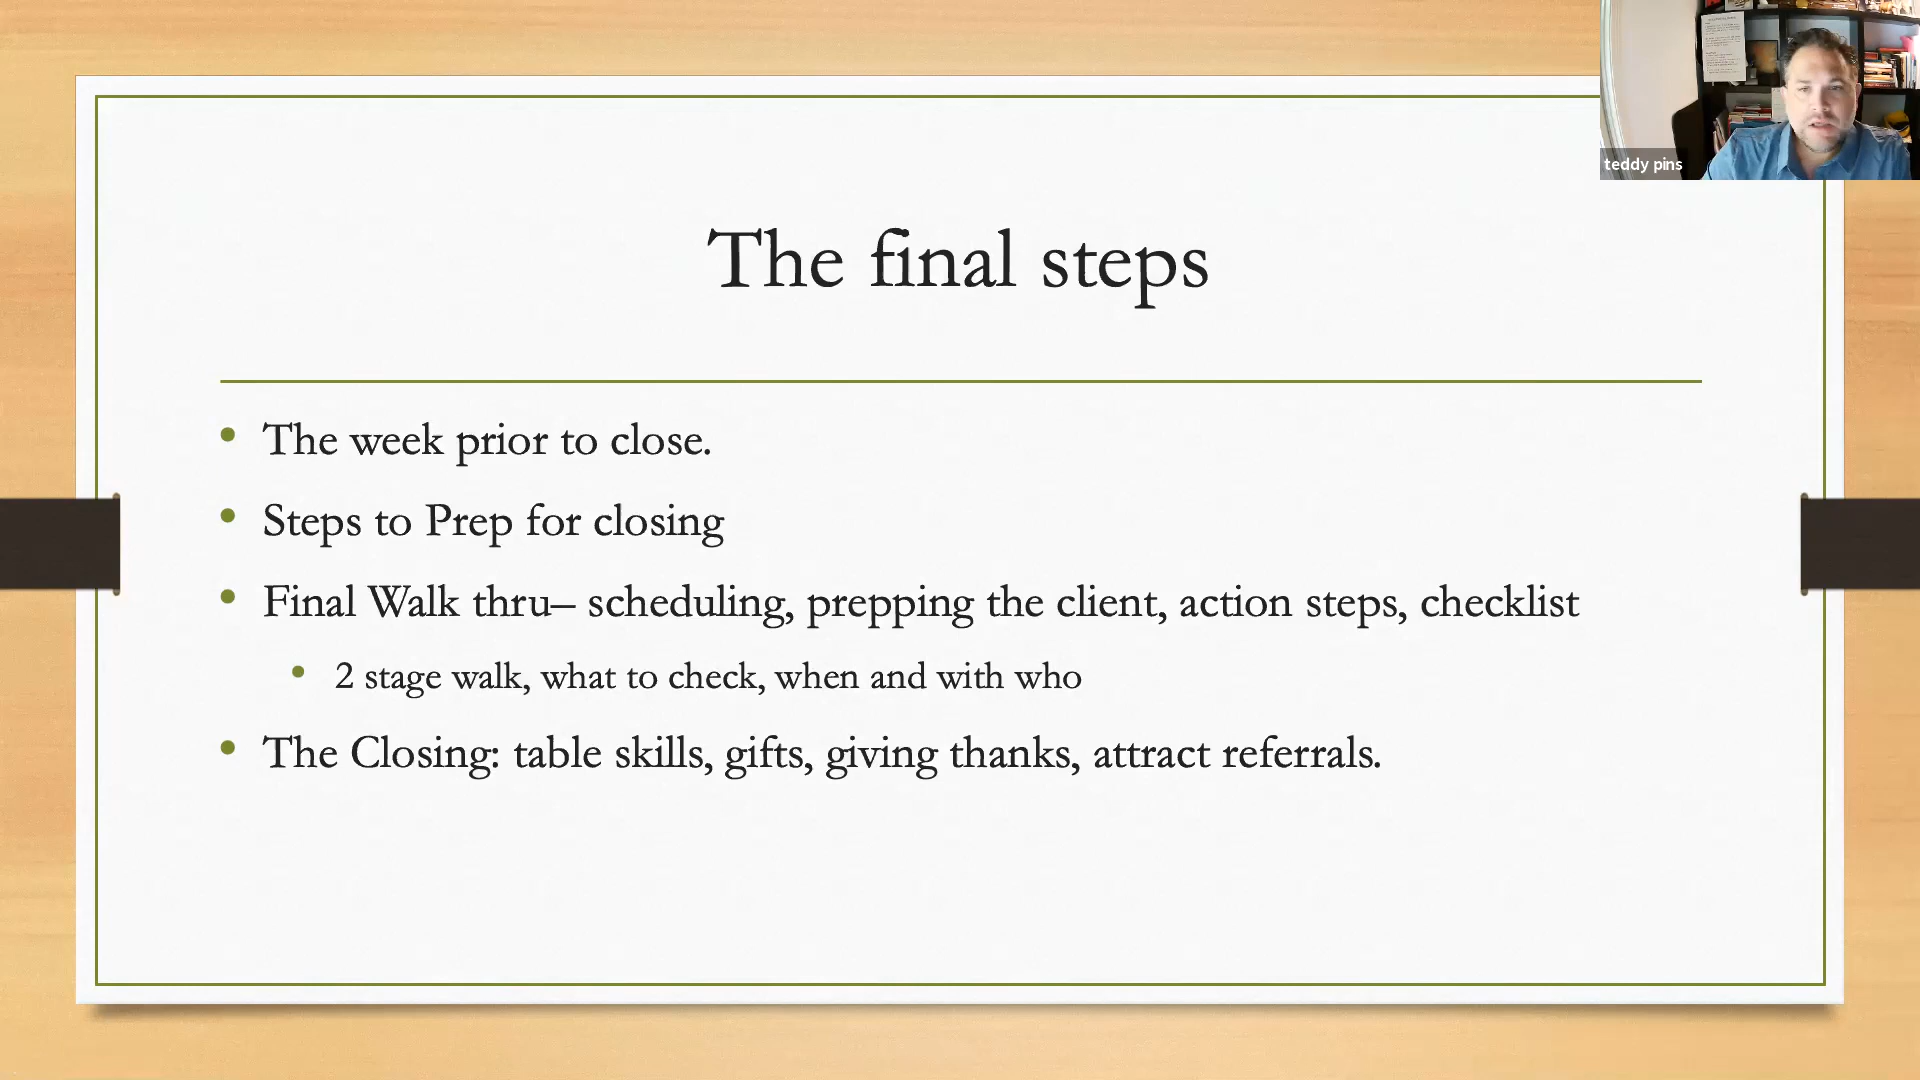 teddy pins
The final steps
• The week prior to close.
• Steps to Prep for closing
• Final Walk thru– scheduling, prepping the client, action steps, checklist
• 2 stage walk, what to check, when and with who
• The Closing: table skills, gifts, giving thanks, attract referrals.